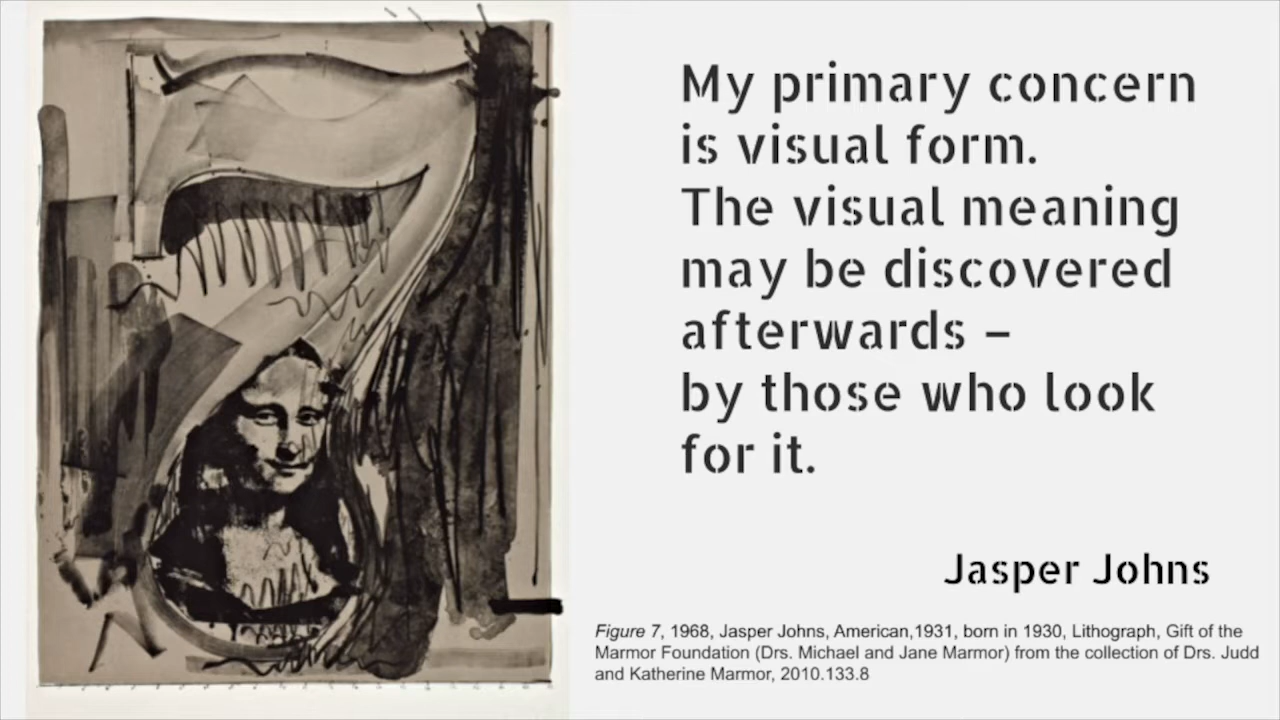 My primary concern
is visual form.
The visual meaning
may be discovered
afterwards –
by those who look
for it.
Jasper Johns
Figure 7, 1968, Jasper Johns, American,1931, born in 1930, Lithograph, Gift of the
Marmor Foundation (Drs. Michael and Jane Marmor) from the collection of Drs. Judd
and Katherine Marmor, 2010.133.8